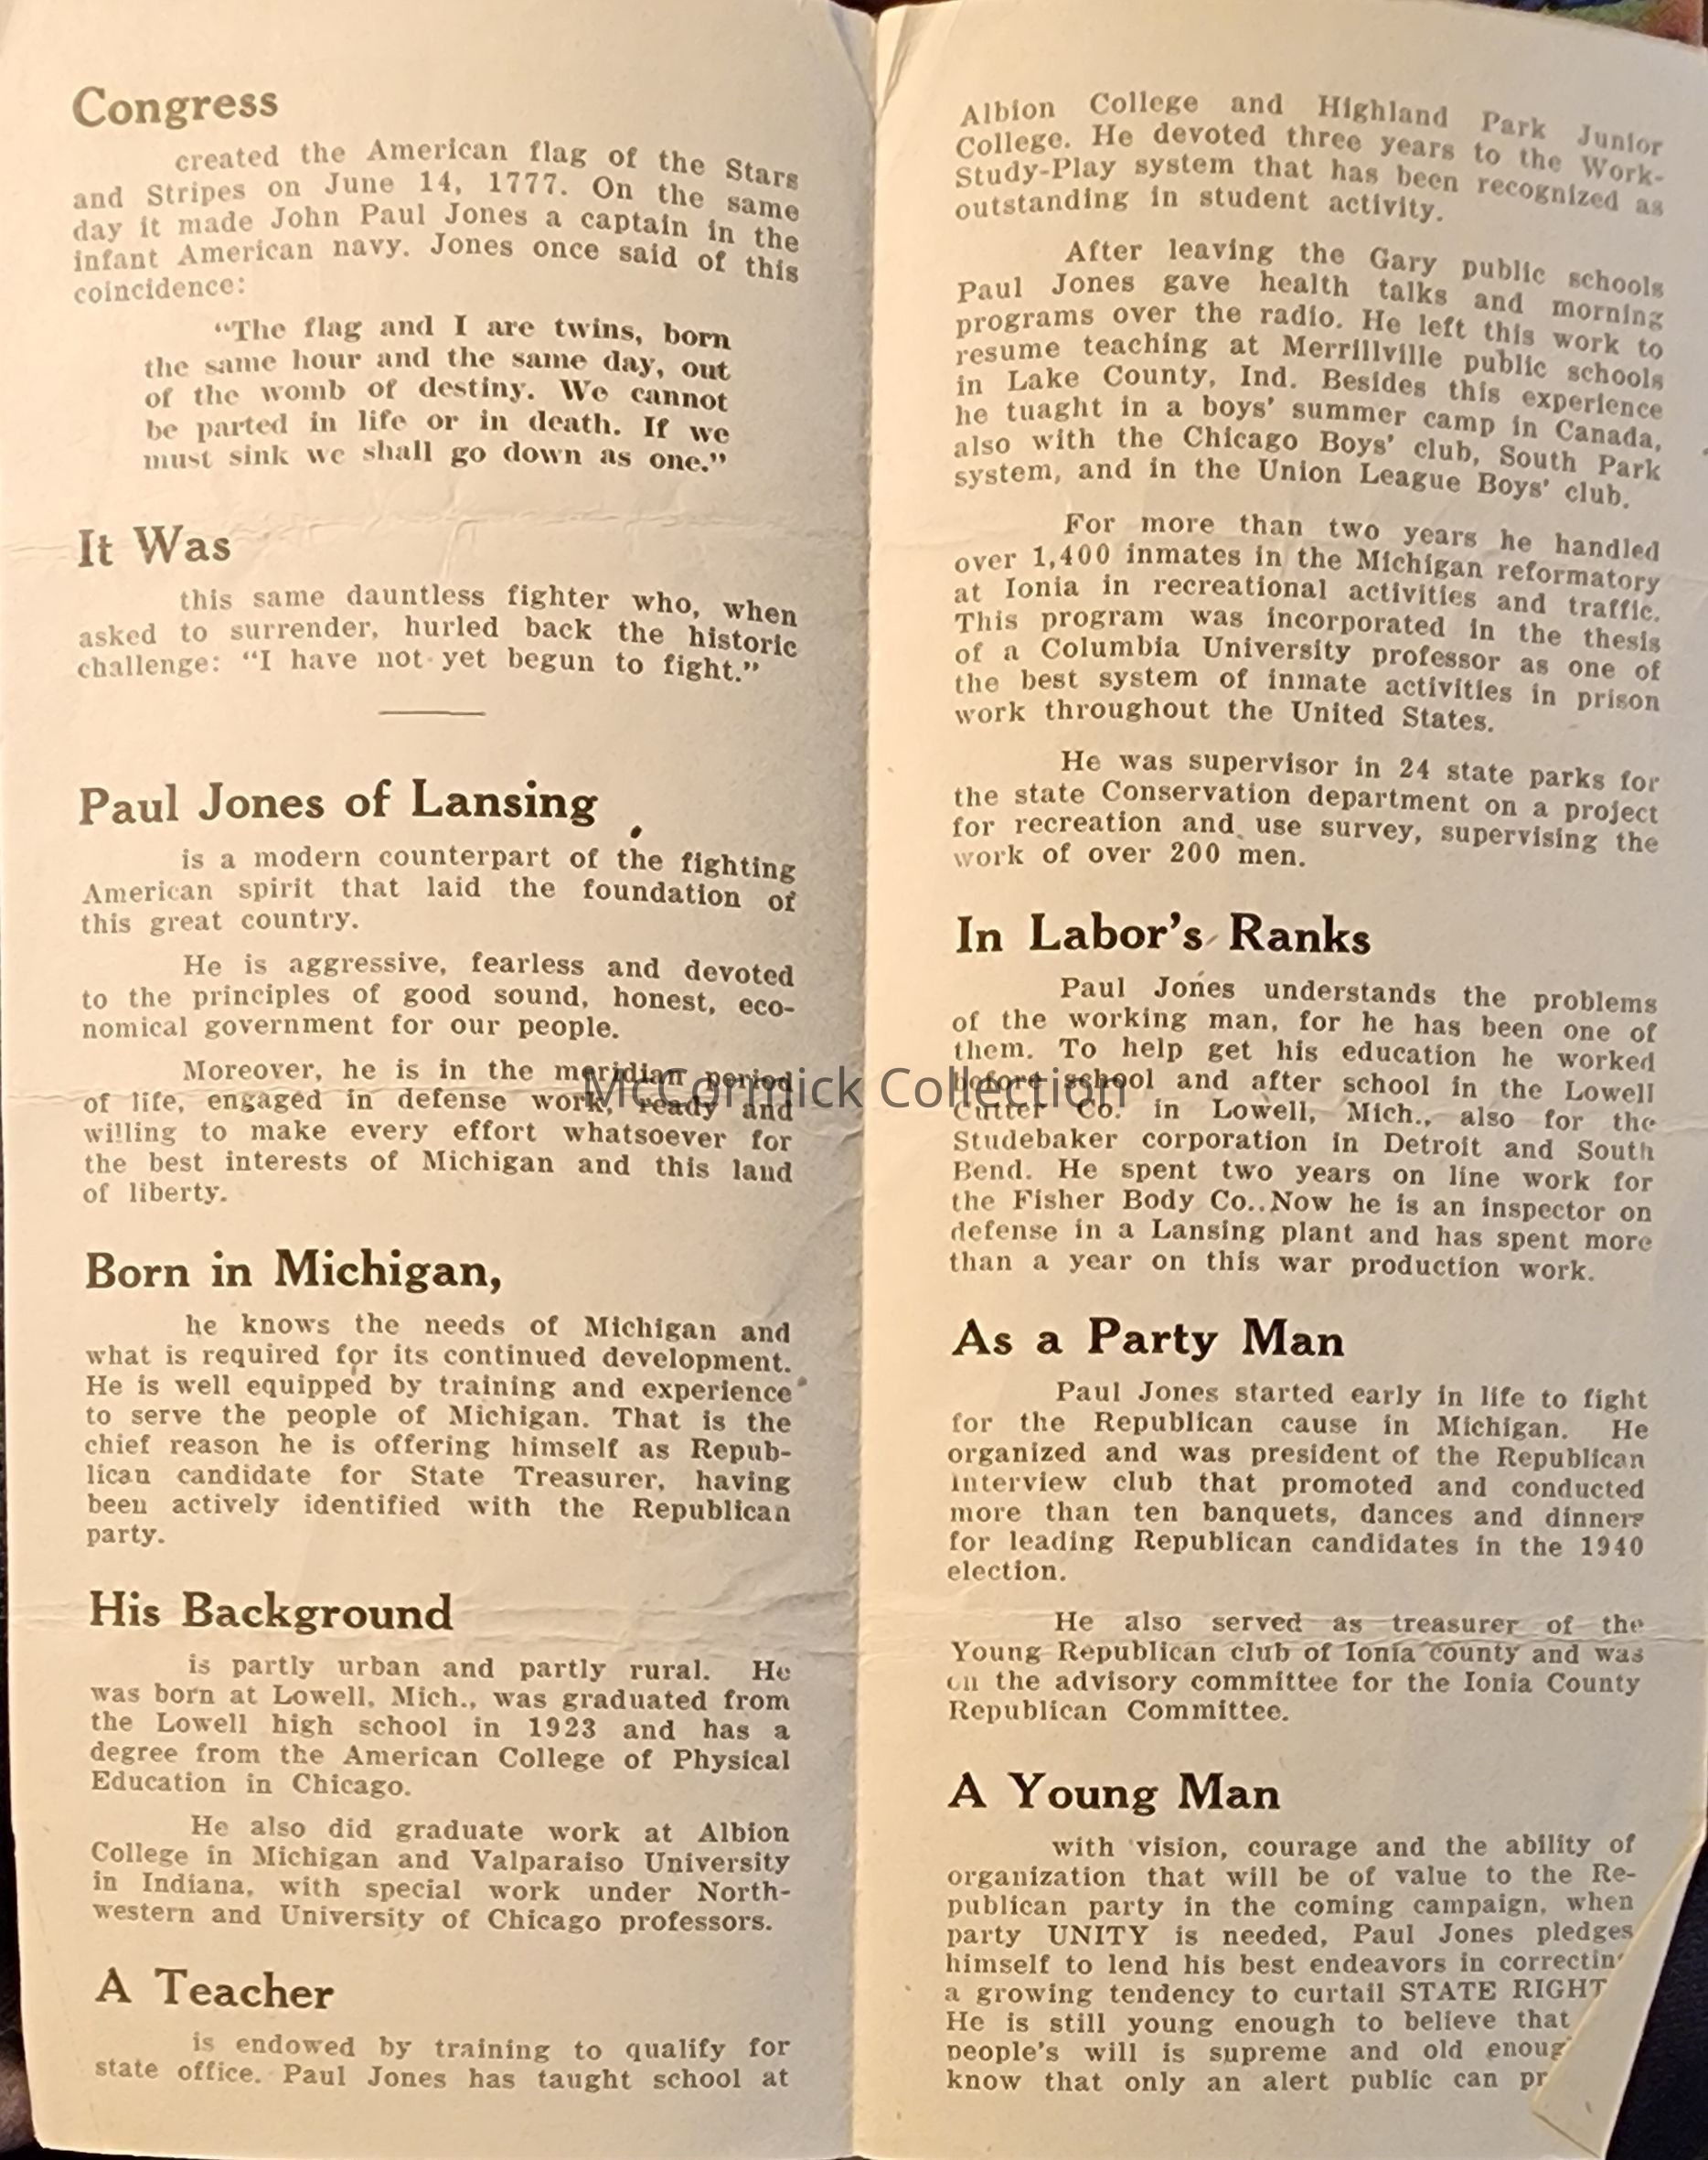 Congress
created the American flag of the Stars
and Stripes on June 14, 1777. On the same
day it made John Paul Jones a captain in the
infant American navy. Jones once said of this
coincidence:
“The flag and I are twins, born
the same hour and the same day, out
of the womb of destiny. We cannot
be parted in life or in death. If we
must sink we shall go down as one.”
It Was
this same dauntless fighter who, when
asked to surrender, hurled back the historic
challenge: “I have not yet begun to fight.”
Paul Jones of Lansing
is a modern counterpart of the fighting
American spirit that laid the foundation of
this great country.
He is aggressive, fearless and devoted
to the principles of good sound, honest, eco-
nomical government for our people.
Moreover, he is in the meridian period
of life, engaged in defense work, ready and
willing to make every effort whatsoever for
the best interests of Michigan and this land
of liberty.
Born in Michigan,
he knows the needs of Michigan and
what is required for its continued development.
He is well equipped by training and experience
to serve the people of Michigan. That is the
chief reason he is offering himself as Repub-
lican candidate for State Treasurer, having
been actively identified with the Republican
party.
His Background
is partly urban and partly rural. He
was born at Lowell, Mich., was graduated from
the Lowell high school in 1923 and has a
degree from the American College of Physical
Education in Chicago.
He also did graduate work at Albion
College in Michigan and Valparaiso University
in Indiana, with special work under North-
western and University of Chicago professors.
A Teacher
is endowed by training to qualify for
state office. Paul Jones has taught school at
Albion College and Highland Park Junior
College. He devoted three years to the Work-
Study-Play system that has been recognized as
outstanding in student activity.
After leaving the Gary public schools
Paul Jones gave health talks and morning
programs over the radio. He left this work to
resume teaching at Merrillville public schools
in Lake County, Ind. Besides this experience
he tuaght in a boys’ summer camp in Canada,
also with the Chicago Boys’ club, South Park
system, and in the Union League Boys’ club.
For more than two years he handled
over 1,400 inmates in the Michigan reformatory
at Ionia in recreational activities and traffic.
This program was incorporated in the thesis
of a Columbia University professor as one of
the best system of inmate activities in prison
work throughout the United States.
He was supervisor in 24 state parks for
the state Conservation department on a project
for recreation and use survey, supervising the
work of over 200 men.
In Labor’s Ranks
Paul Jones understands the problems
of the working man, for he has been one of
them. To help get his education he worked
before school and after school in the Lowell
Cutter Co. in Lowell, Mich., also for the
Studebaker corporation in Detroit and South
Bend. He spent two years on line work for
the Fisher Body Co.. Now he is an inspector on
defense in a Lansing plant and has spent more
than a year on this war production work.
As a Party Man
Paul Jones started early in life to fight
for the Republican cause in Michigan. He
organized and was president of the Republican
Interview club that promoted and conducted
more than ten banquets, dances and dinners
for leading Republican candidates in the 1940
election.
He also served as treasurer of the
Young Republican club of Ionia county and was
on the advisory committee for the Ionia County
Republican Committee.
A Young Man
with vision, courage and the ability of
organization that will be of value to the Re-
publican party in the coming campaign, when
party UNITY is needed, Paul Jones pledges
himself to lend his best endeavors in correctin
a growing tendency to curtail STATE RIGHT
He is still young enough to believe that
people’s will is supreme and old enoug
know that only an alert public can pr
McCormick Collection